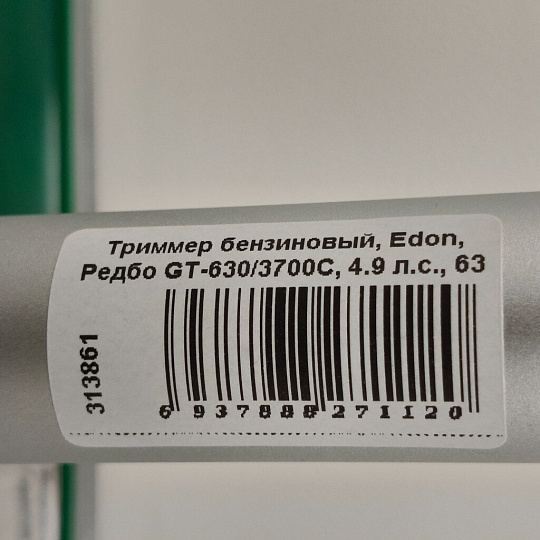 Триммер бензиновый, Edon,
Редбо GT-630/3700C, 4.9 л.с., 63
313861
6 937888 271120